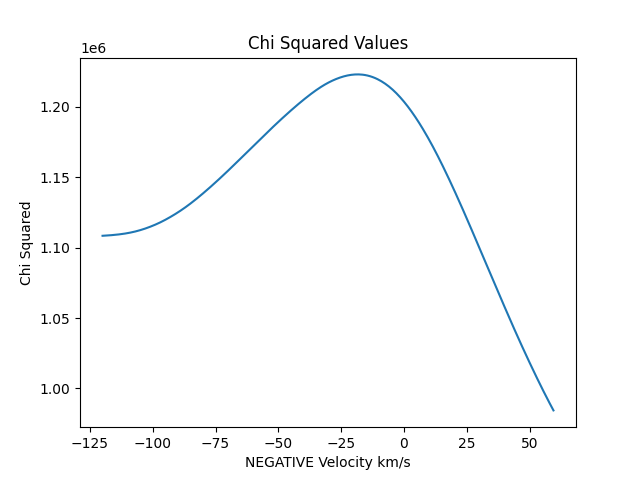 Chi Squared Values
1e6
1.20
1.15
1.10
1.05
1.00
Chi Squared
−125 −100 −75 −50 −25 0 25 50
NEGATIVE Velocity km/s